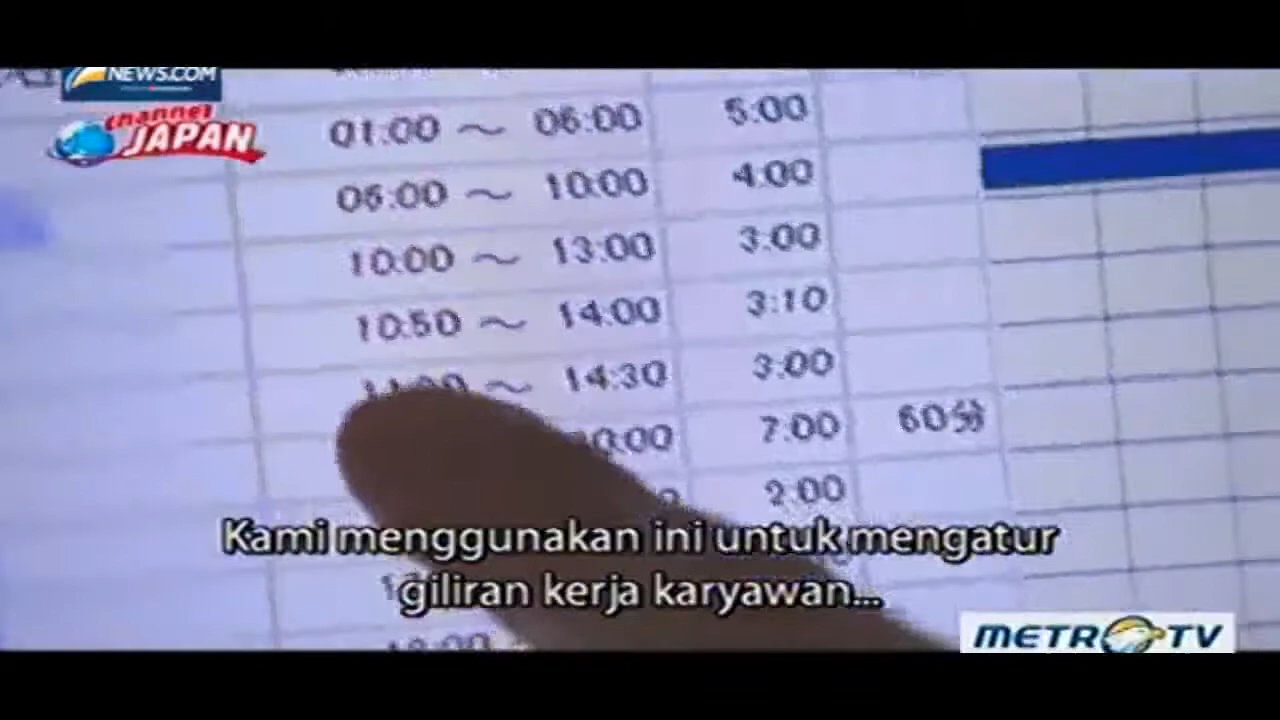 NEWS.COM
channel
JAPAN
01:00 ～ 06:00 5:00
06:00 ～ 10:00 4:00
10:00 ～ 13:00 3:00
10:50 ～ 14:00 3:10
～ 14:30 3:00
7:00 60分
2:00
Kami menggunakan ini untuk mengatur
giliran kerja karyawan...
METRO TV